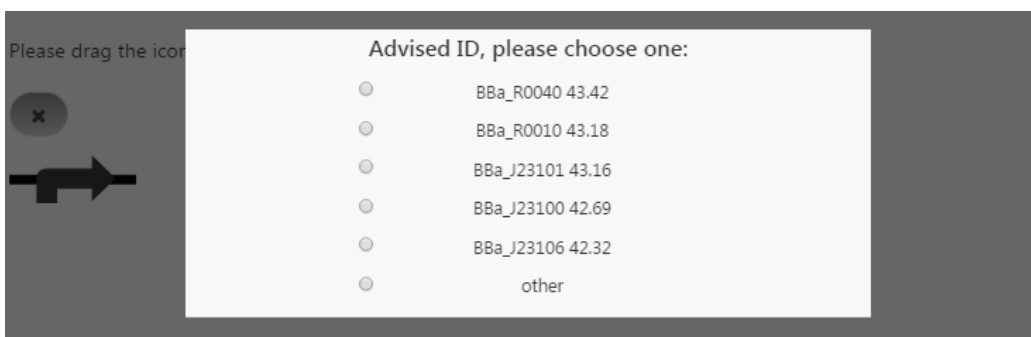 Please drag the icor
Advised ID, please choose one:
BBa_R0040 43.42
BBa_R0010 43.18
BBa_J23101 43.16
BBa_J23100 42.69
BBa_J23106 42.32
other